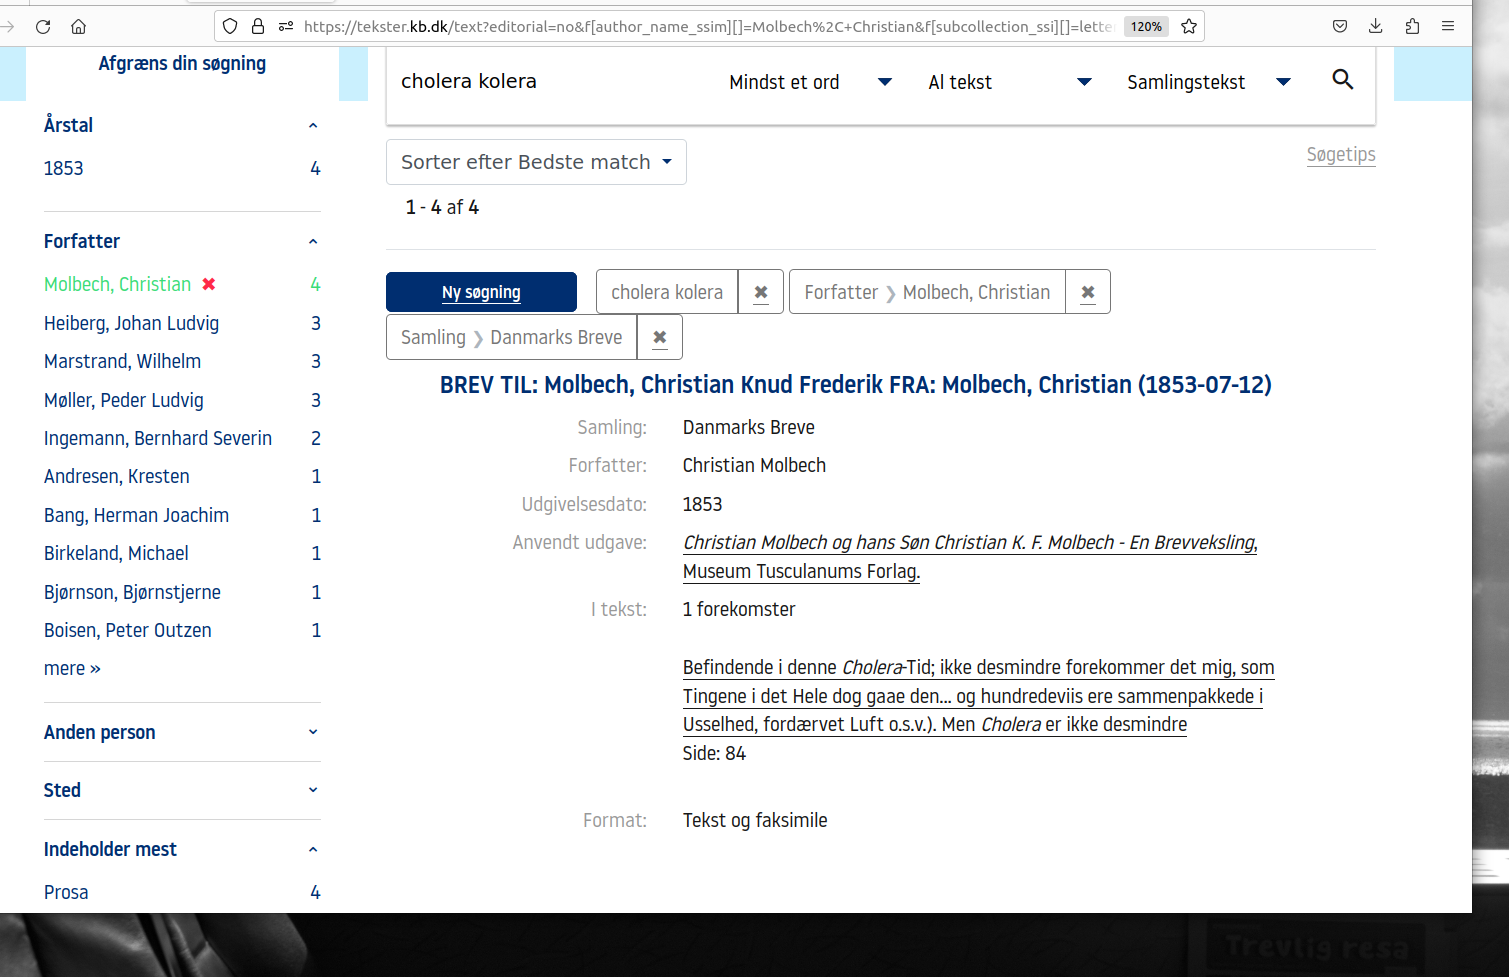 https://tekster.kb.dk/text?editorial=no&f[author_name_ssim][]=Molbech%2C+Christian&f[subcollection_ssi][]=lette
120%
Afgræns din søgning
Årstal
1853 4
Forfatter
Molbech, Christian ✖ 4
Heiberg, Johan Ludvig 3
Marstrand, Wilhelm 3
Møller, Peder Ludvig 3
Ingemann, Bernhard Severin 2
Andresen, Kresten 1
Bang, Herman Joachim 1
Birkeland, Michael 1
Bjørnson, Bjørnstjerne 1
Boisen, Peter Outzen 1
mere »
Anden person
Sted
Indeholder mest
Prosa 4
cholera kolera Mindst et ord Al tekst Samlingstekst
Sorter efter Bedste match
Søgetips
1 - 4 af 4
Ny søgning cholera kolera ✖ Forfatter ❯ Molbech, Christian ✖
Samling ❯ Danmarks Breve ✖
BREV TIL: Molbech, Christian Knud Frederik FRA: Molbech, Christian (1853-07-12)
Samling: Danmarks Breve
Forfatter: Christian Molbech
Udgivelsesdato: 1853
Anvendt udgave: Christian Molbech og hans Søn Christian K. F. Molbech - En Brevveksling,
Museum Tusculanums Forlag.
I tekst: 1 forekomster
Befindende i denne Cholera-Tid; ikke desmindre forekommer det mig, som
Tingene i det Hele dog gaae den... og hundredeviis ere sammenpakkede i
Usselhed, fordærvet Luft o.s.v.). Men Cholera er ikke desmindre
Side: 84
Format: Tekst og faksimile
Trevlig resa